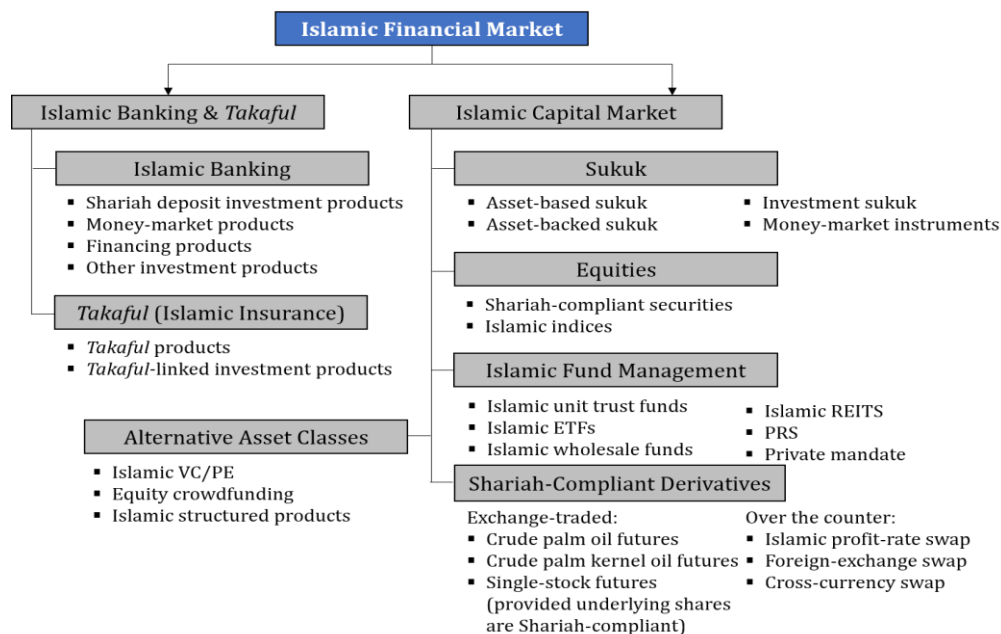 Islamic Financial Market
Islamic Banking & Takaful
Islamic Banking
▪ Shariah deposit investment products
▪ Money-market products
▪ Financing products
▪ Other investment products
Takaful (Islamic Insurance)
▪ Takaful products
▪ Takaful-linked investment products
Islamic Capital Market
Sukuk
▪ Asset-based sukuk
▪ Asset-backed sukuk
▪ Investment sukuk
▪ Money-market instruments
Equities
▪ Shariah-compliant securities
▪ Islamic indices
Islamic Fund Management
▪ Islamic unit trust funds
▪ Islamic ETFs
▪ Islamic wholesale funds
▪ Islamic REITS
▪ PRS
▪ Private mandate
Alternative Asset Classes
▪ Islamic VC/PE
▪ Equity crowdfunding
▪ Islamic structured products
Shariah-Compliant Derivatives
Exchange-traded:
▪ Crude palm oil futures
▪ Crude palm kernel oil futures
▪ Single-stock futures
(provided underlying shares
are Shariah-compliant)
Over the counter:
▪ Islamic profit-rate swap
▪ Foreign-exchange swap
▪ Cross-currency swap